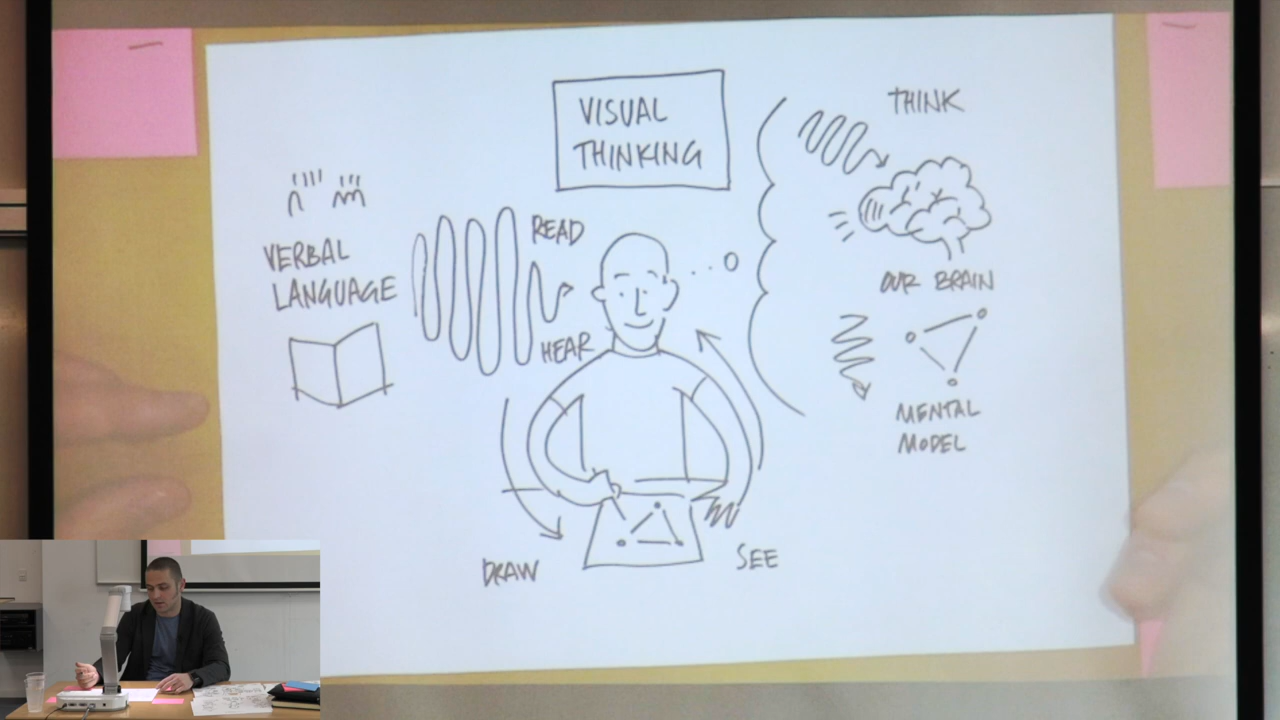 VISUAL
THINKING
VERBAL
LANGUAGE
READ
HEAR
DRAW
SEE
THINK
OUR BRAIN
MENTAL
MODEL